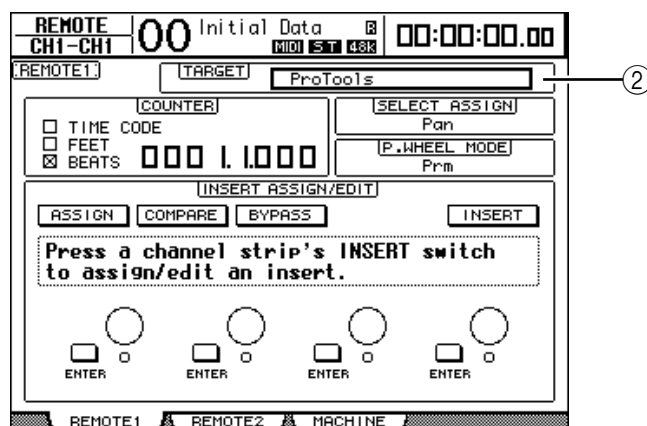 REMOTE
CH1-CH1
00 Initial Data
MIDI ST 48K
00:00:00.00
REMOTE1
TARGET
ProTools
2
COUNTER
TIME CODE
FEET
BEATS
000 1. 1.000
SELECT ASSIGN
Pan
P.WHEEL MODE
Prm
INSERT ASSIGN/EDIT
ASSIGN COMPARE BYPASS INSERT
Press a channel strip's INSERT switch
to assign/edit an insert.
ENTER ENTER ENTER ENTER
REMOTE1 REMOTE2 MACHINE